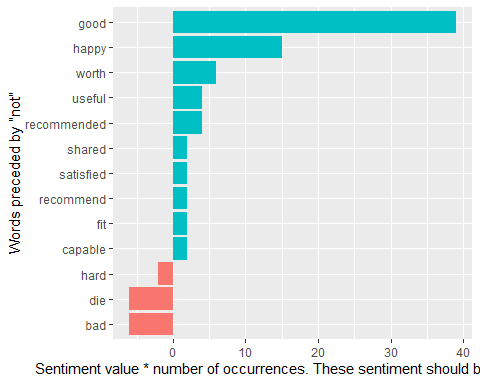 Words preceded by "not"
good
happy
worth
useful
recommended
shared
satisfied
recommend
fit
capable
hard
die
bad
0 10 20 30 40
Sentiment value * number of occurrences. These sentiment should b